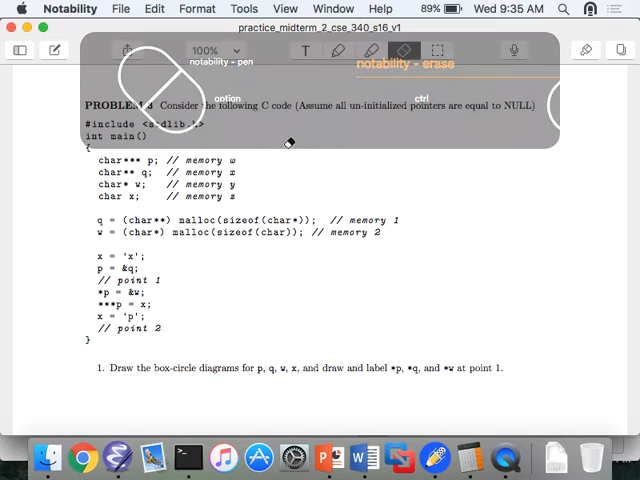 Notability File Edit Format Tools View Window Help 89% Wed 9:35 AM
practice_midterm_2_cse_340_s16_v1
100% T
notability - pen
notability - erase
option
ctrl
PROBLEM 3 Consider the following C code (Assume all un-initialized pointers are equal to NULL)
#include <stdlib.h>
int main()
{
char*** p; // memory w
char** q; // memory x
char* w; // memory y
char x; // memory z
q = (char**) malloc(sizeof(char*)); // memory 1
w = (char*) malloc(sizeof(char)); // memory 2
x = 'x';
p = &q;
// point 1
*p = &w;
***p = x;
x = 'p';
// point 2
}
1. Draw the box-circle diagrams for p, q, w, x, and draw and label *p, *q, and *w at point 1.